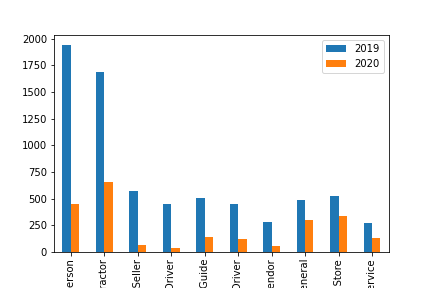 2000
1750
1500
1250
1000
750
500
250
0
2019
2020
erson
ractor
Seller
Driver
Guide
Driver
endor
eneral
Store
ervice